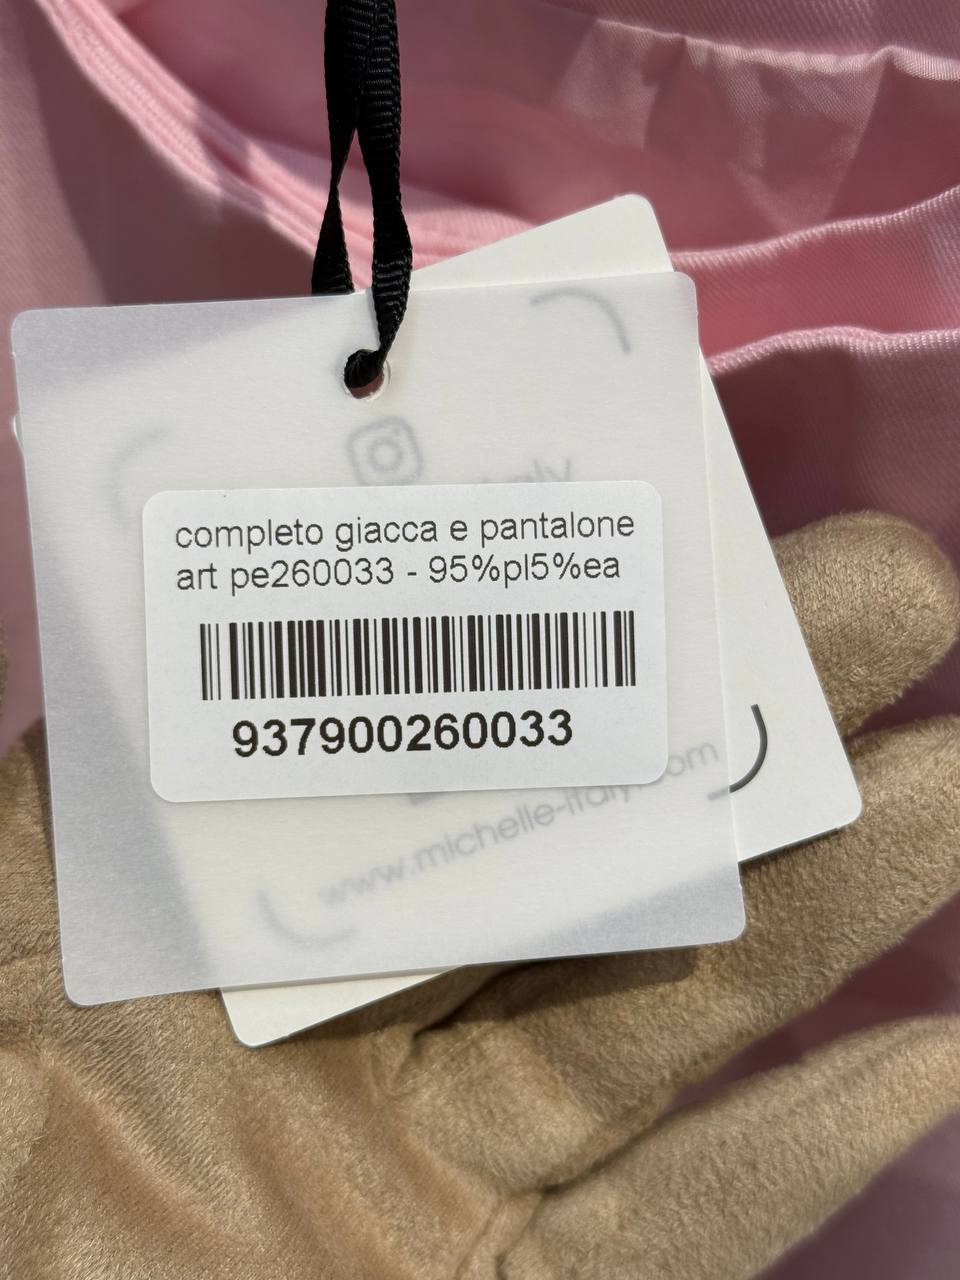 completo giacca e pantalone
art pe260033 - 95%pl5%ea
937900260033
www.michelle-italy.com